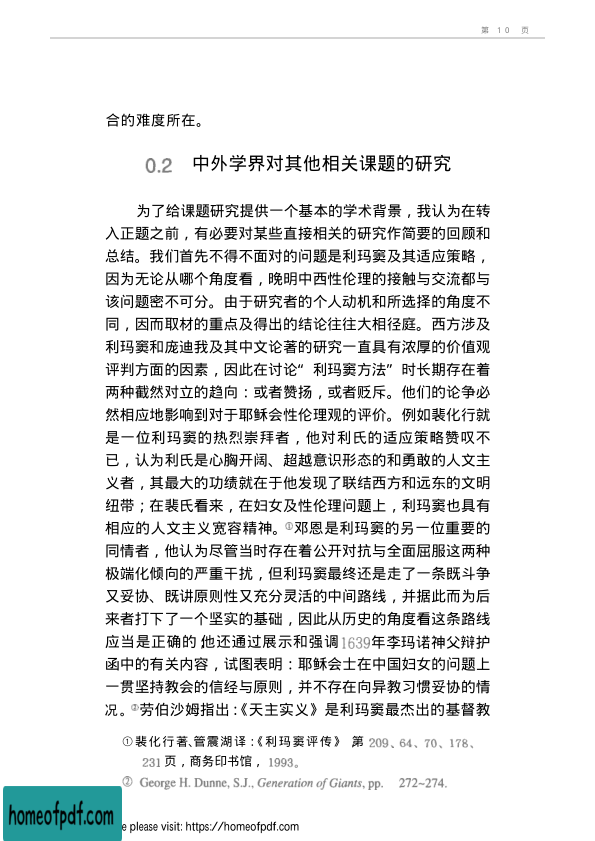 第 10 页
合的难度所在。
0.2 中外学界对其他相关课题的研究
为了给课题研究提供一个基本的学术背景，我认为在转
入正题之前，有必要对某些直接相关的研究作简要的回顾和
总结。我们首先不得不面对的问题是利玛窦及其适应策略，
因为无论从哪个角度看，晚明中西性伦理的接触与交流都与
该问题密不可分。由于研究者的个人动机和所选择的角度不
同，因而取材的重点及得出的结论往往大相径庭。西方涉及
利玛窦和庞迪我及其中文论著的研究一直具有浓厚的价值观
评判方面的因素，因此在讨论“利玛窦方法”时长期存在着
两种截然对立的趋向：或者赞扬，或者贬斥。他们的论争必
然相应地影响到对于耶稣会性伦理观的评价。例如裴化行就
是一位利玛窦的热烈崇拜者，他对利氏的适应策略赞叹不
已，认为利氏是心胸开阔、超越意识形态的和勇敢的人文主
义者，其最大的功绩就在于他发现了联结西方和远东的文明
纽带；在裴氏看来，在妇女及性伦理问题上，利玛窦也具有
相应的人文主义宽容精神。①邓恩是利玛窦的另一位重要的
同情者，他认为尽管当时存在着公开对抗与全面屈服这两种
极端化倾向的严重干扰，但利玛窦最终还是走了一条既斗争
又妥协、既讲原则性又充分灵活的中间路线，并据此而为后
来者打下了一个坚实的基础，因此从历史的角度看这条路线
应当是正确的 他还通过展示和强调1639年李玛诺神父辩护
函中的有关内容，试图表明：耶稣会士在中国妇女的问题上
一贯坚持教会的信经与原则，并不存在向异教习惯妥协的情
况。②劳伯沙姆指出：《天主实义》是利玛窦最杰出的基督教
①裴化行著、管震湖译：《利玛窦评传》 第 209、64、70、178、
231页，商务印书馆，1993。
② George H. Dunne, S.J., Generation of Giants, pp. 272~274.
homeofpdf.com
please visit: https://homeofpdf.com